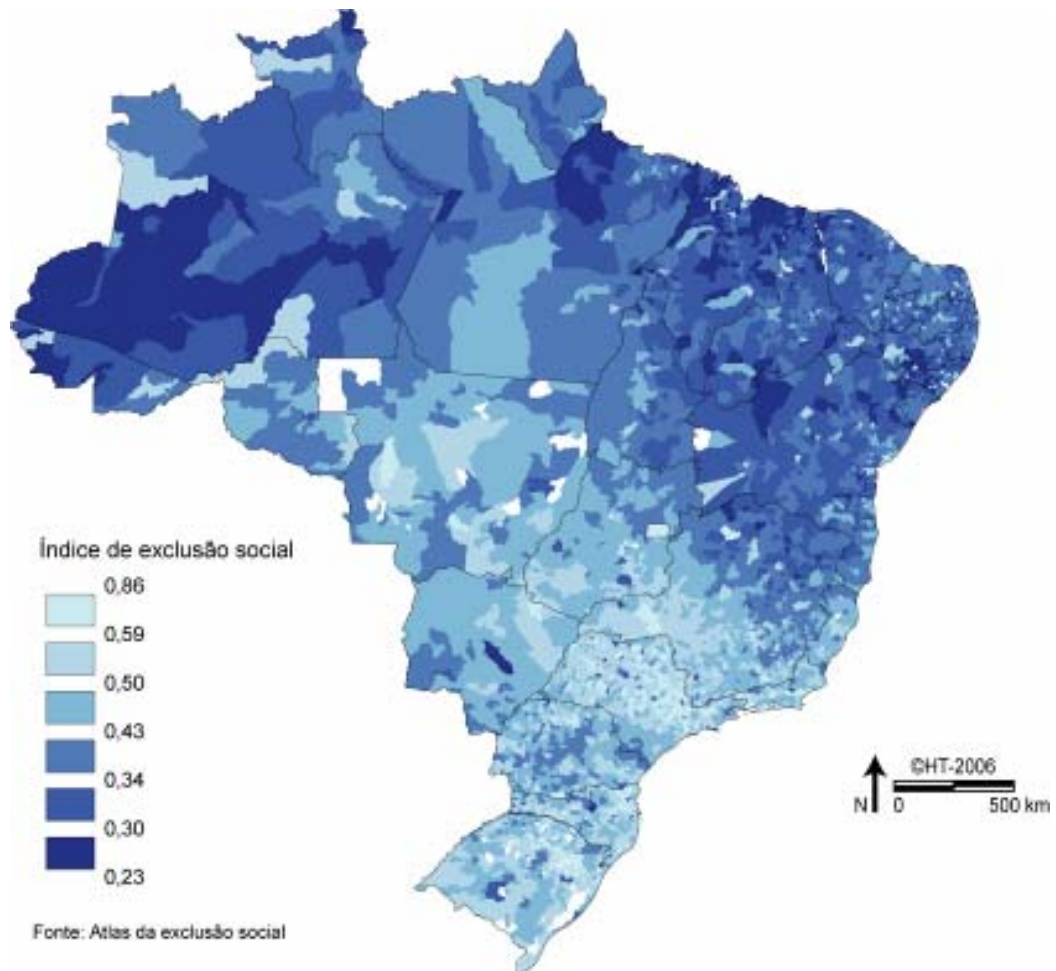 Índice de exclusão social
0,86
0,59
0,50
0,43
0,34
0,30
0,23
Fonte: Atlas da exclusão social
©HT-2006
N 0 500 km